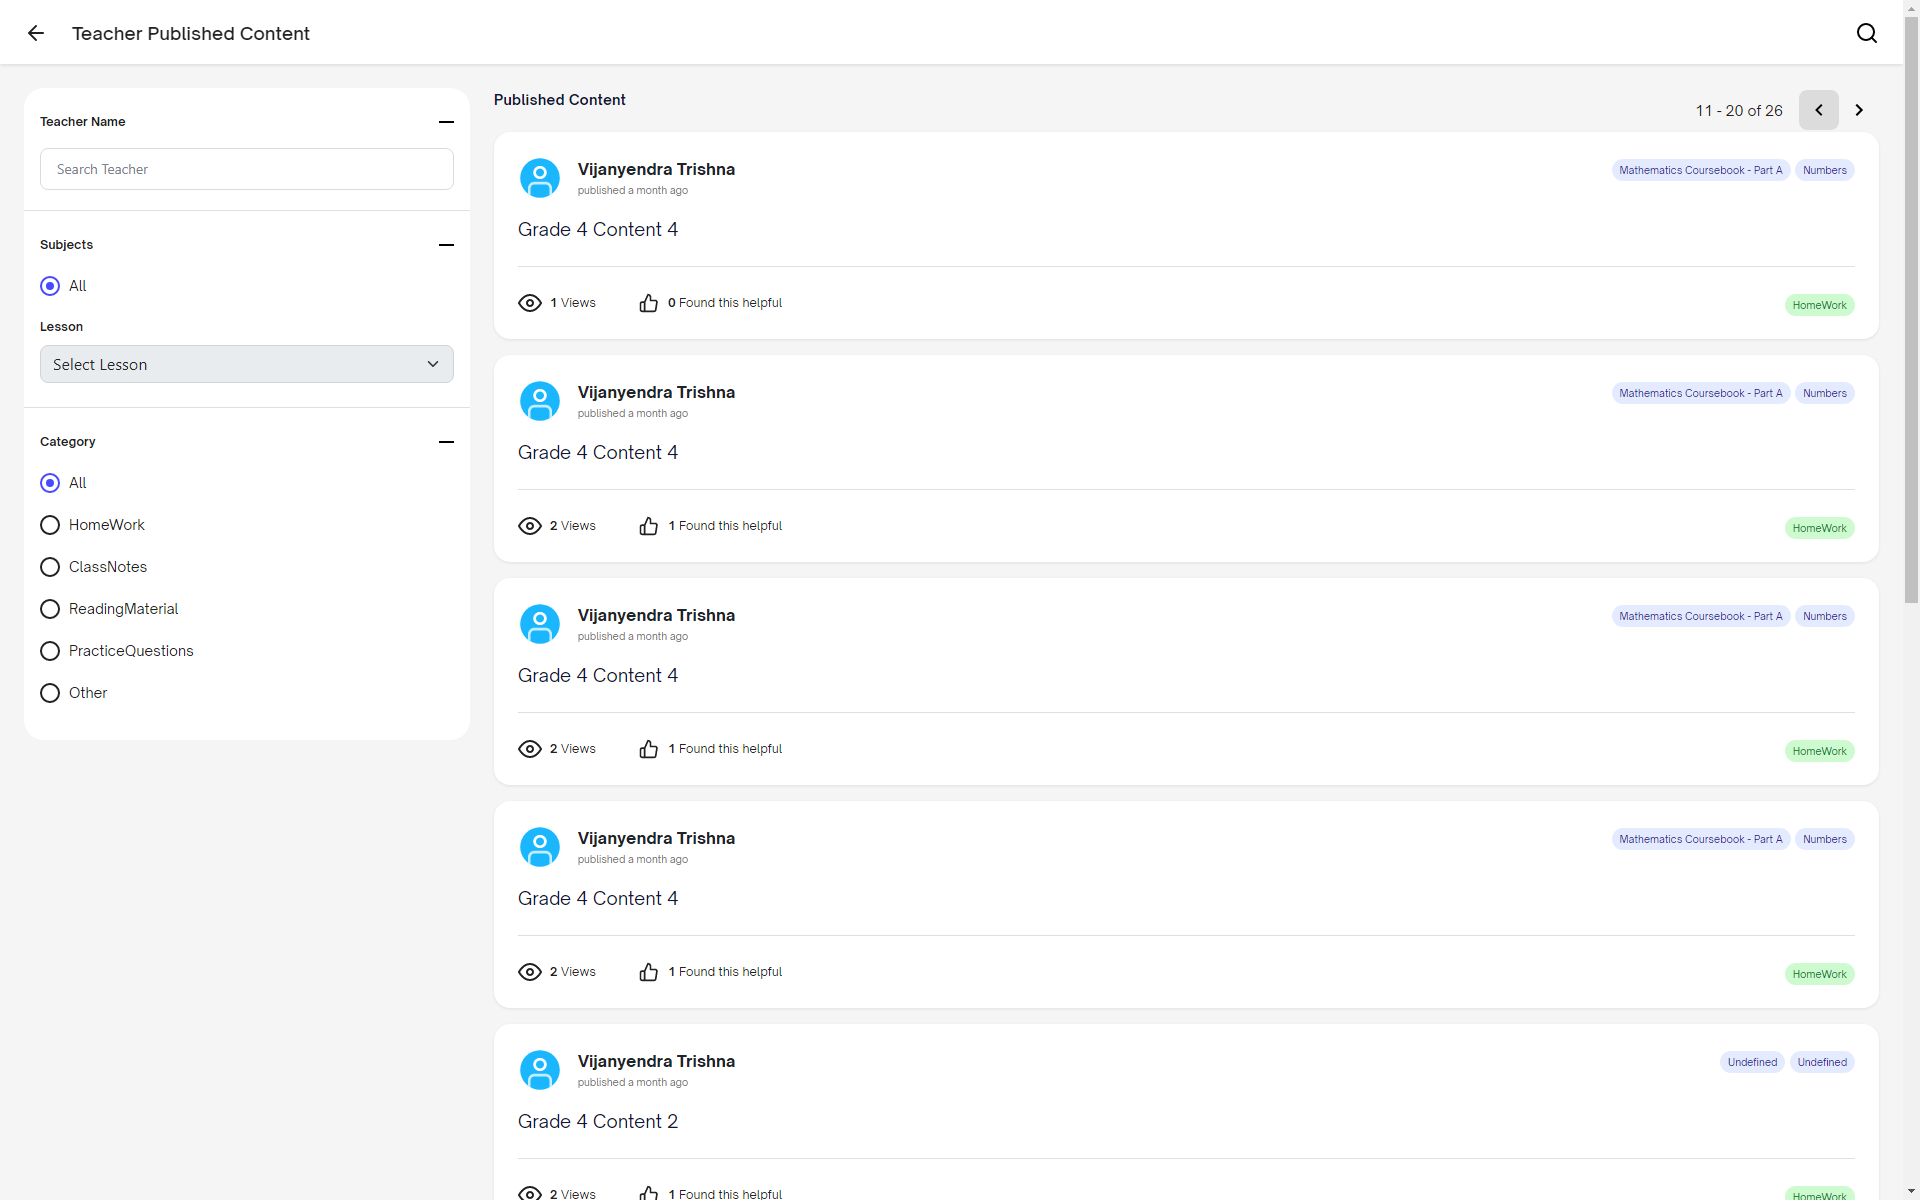 Teacher Published Content
Teacher Name
Search Teacher
Subjects
All
Lesson
Select Lesson
Category
All
HomeWork
ClassNotes
ReadingMaterial
PracticeQuestions
Other
Published Content
11 - 20 of 26
Vijanyendra Trishna
published a month ago
Mathematics Coursebook - Part A Numbers
Grade 4 Content 4
1 Views 0 Found this helpful
HomeWork
Vijanyendra Trishna
published a month ago
Mathematics Coursebook - Part A Numbers
Grade 4 Content 4
2 Views 1 Found this helpful
HomeWork
Vijanyendra Trishna
published a month ago
Mathematics Coursebook - Part A Numbers
Grade 4 Content 4
2 Views 1 Found this helpful
HomeWork
Vijanyendra Trishna
published a month ago
Mathematics Coursebook - Part A Numbers
Grade 4 Content 4
2 Views 1 Found this helpful
HomeWork
Vijanyendra Trishna
published a month ago
Undefined Undefined
Grade 4 Content 2
2 Views 1 Found this helpful
HomeWork